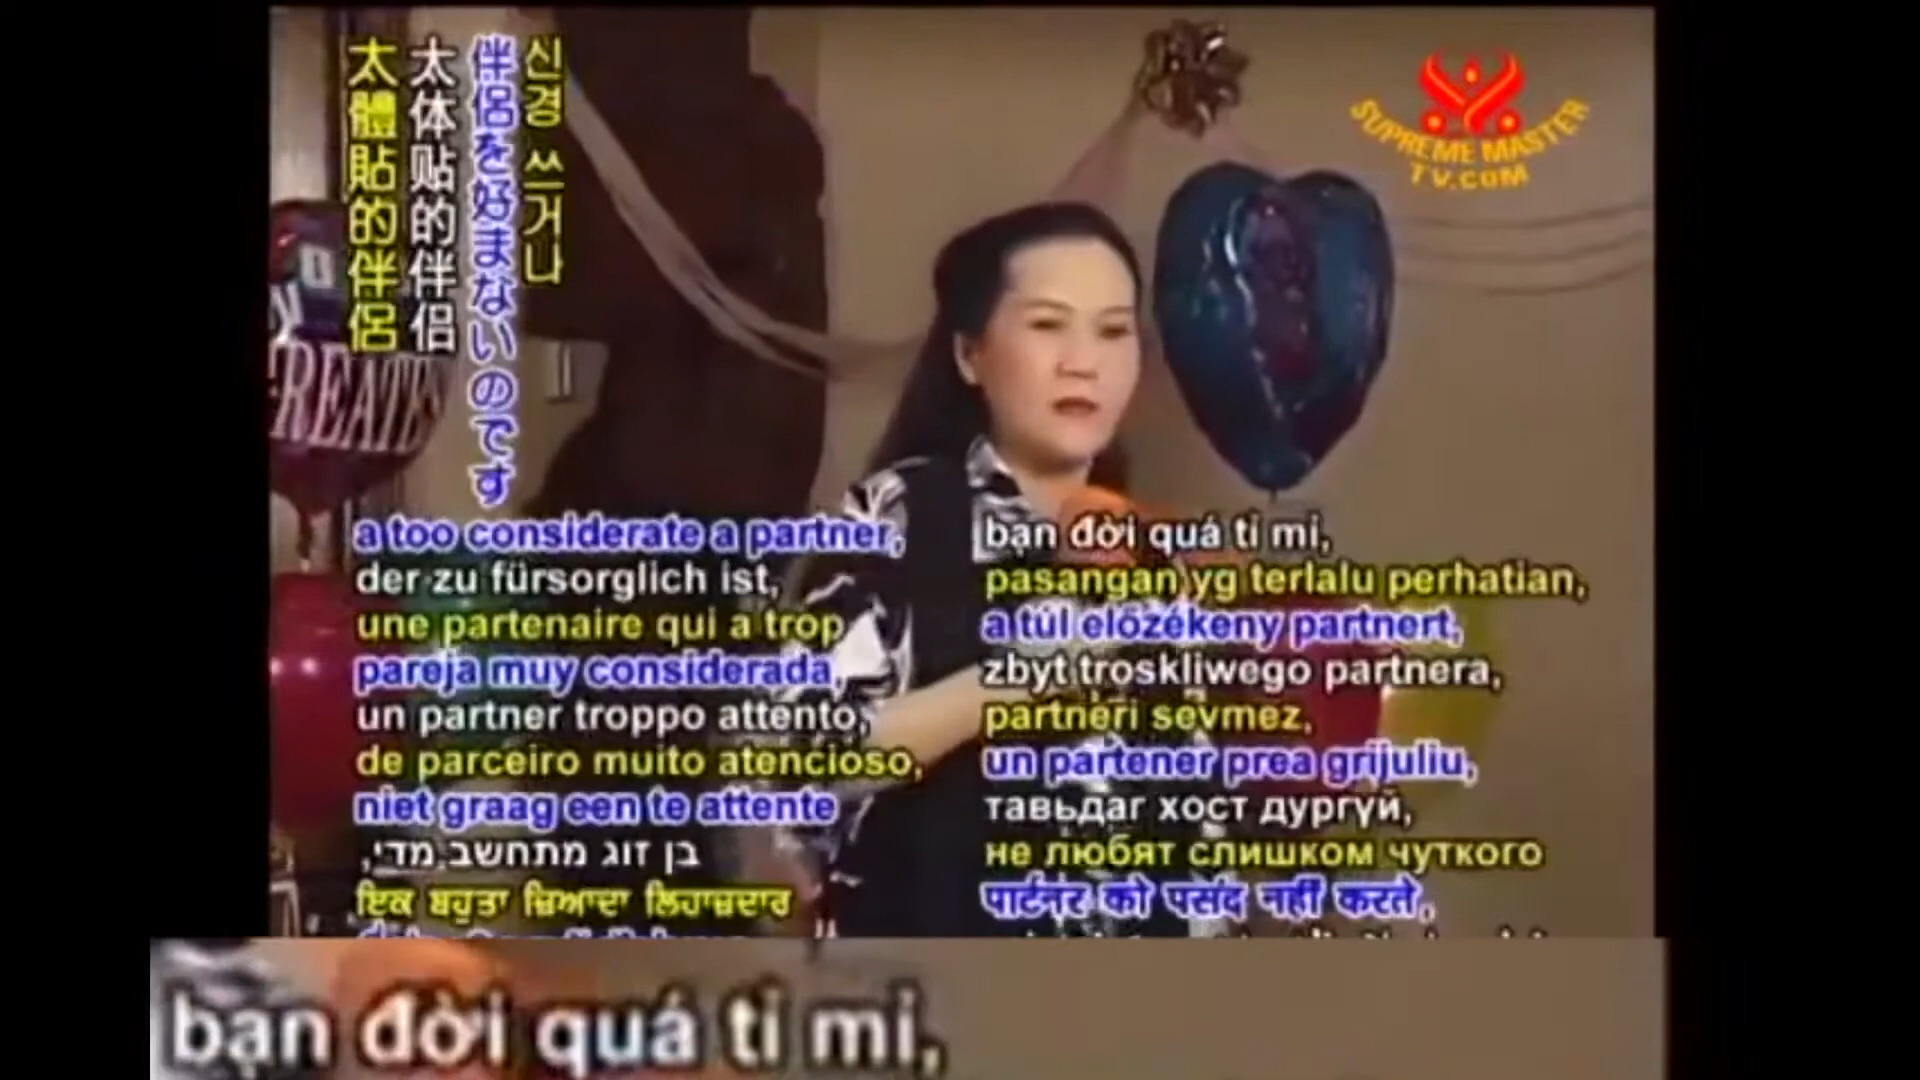 太體貼的伴侶
太体贴的伴侣
伴侶を好まないのです
신경 쓰거나
SUPREME MASTER
TV.COM
REATE
a too considerate a partner,
der zu fürsorglich ist,
une partenaire qui a trop
pareja muy considerada,
un partner troppo attento,
de parceiro muito atencioso,
niet graag een te attente
בן זוג מתחשב מדי,
ਇਕ ਬਹੁਤਾ ਜ਼ਿਆਦਾ ਲਿਹਾਜ਼ਦਾਰ
bạn đời quá tỉ mỉ,
pasangan yg terlalu perhatian,
a túl előzékeny partnert,
zbyt troskliwego partnera,
partneri sevmez,
un partener prea grijuliu,
тавьдаг хост дургүй,
не любят слишком чуткого
पार्टनर को पसंद नहीं करते,
bạn đời quá tỉ mỉ,